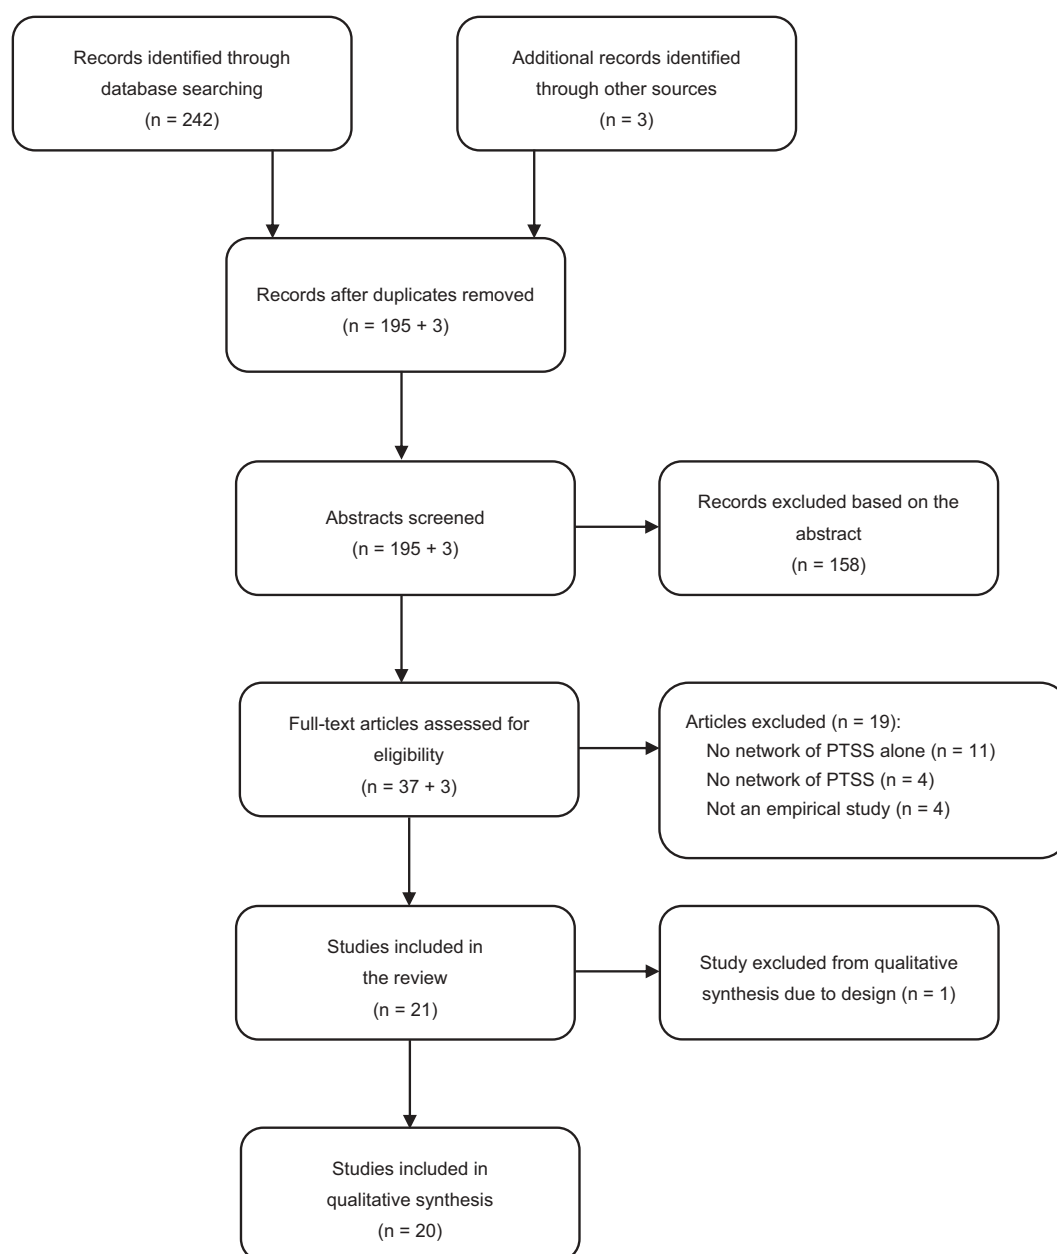 Records identified through
database searching
(n = 242)
Additional records identified
through other sources
(n = 3)
Records after duplicates removed
(n = 195 + 3)
Abstracts screened
(n = 195 + 3)
Records excluded based on the
abstract
(n = 158)
Full-text articles assessed for
eligibility
(n = 37 + 3)
Articles excluded (n = 19):
No network of PTSS alone (n = 11)
No network of PTSS (n = 4)
Not an empirical study (n = 4)
Studies included in
the review
(n = 21)
Study excluded from qualitative
synthesis due to design (n = 1)
Studies included in
qualitative synthesis
(n = 20)